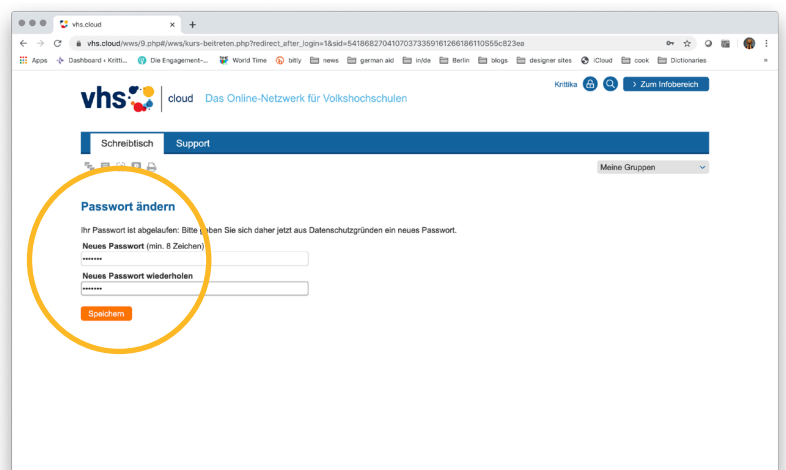 vhs.cloud
vhs.cloud/wws/9.php#/wws/kurs-beitreten.php?redirect_after_login=1&sid=54186827041070373359161266186110S55c823ea
Apps Dashboard ‹ Kritti... Die Engagement-... World Time bitly news german aid in/de Berlin blogs designer sites iCloud cook Dictionaries »
Krittika > Zum Infobereich
vhs cloud Das Online-Netzwerk für Volkshochschulen
Schreibtisch Support
Meine Gruppen
Passwort ändern
Ihr Passwort ist abgelaufen: Bitte geben Sie sich daher jetzt aus Datenschutzgründen ein neues Passwort.
Neues Passwort (min. 8 Zeichen)
•••••••
Neues Passwort wiederholen
•••••••
Speichern